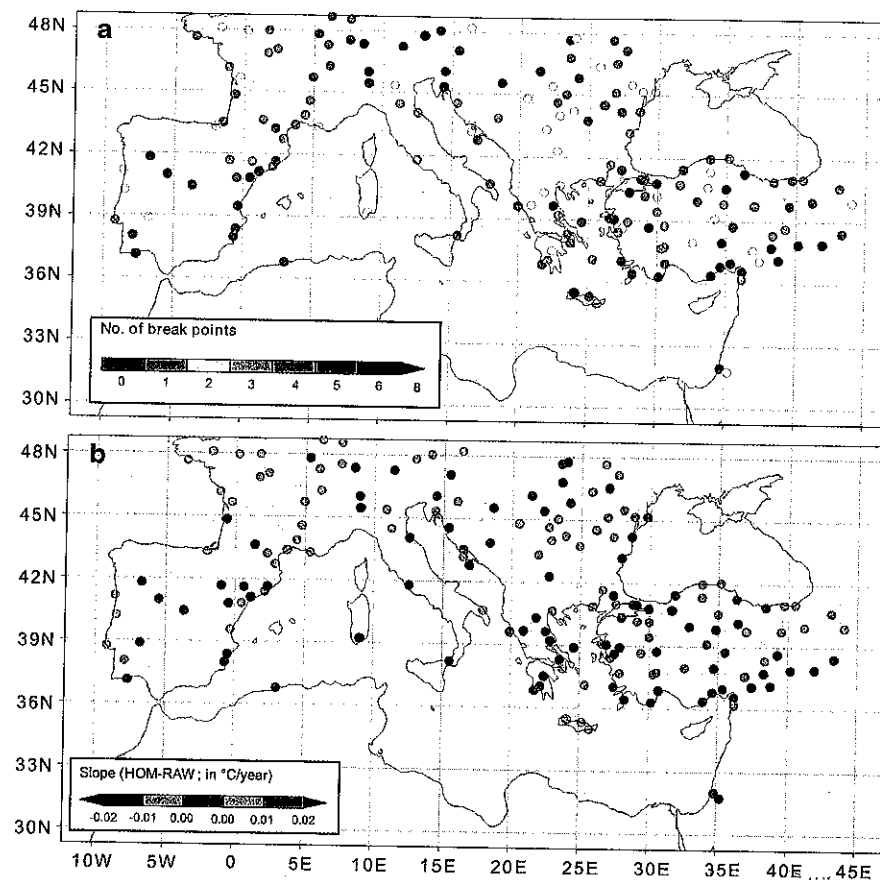 a
48N
45N
42N
39N
36N
33N
30N
No. of break points
0 1 2 3 4 5 6 8
b
48N
45N
42N
39N
36N
33N
30N
Slope (HOM-RAW; in °C/year)
-0.02 -0.01 0.00 0.00 0.01 0.02
10W 5W 0 5E 10E 15E 20E 25E 30E 35E 40E 45E